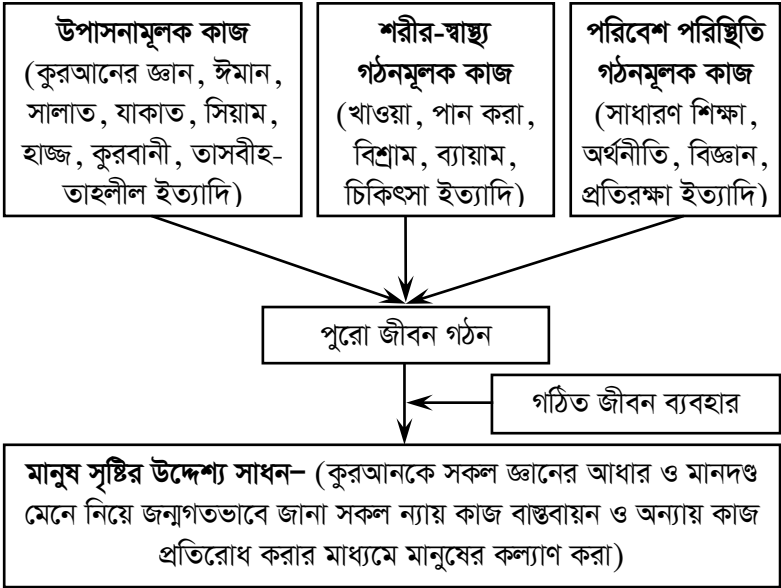 উপাসনামূলক কাজ
(কুরআনের জ্ঞান, ঈমান,
সালাত, যাকাত, সিয়াম,
হাজ্জ, কুরবানী, তাসবীহ-
তাহলীল ইত্যাদি)
শরীর-স্বাস্থ্য
গঠনমূলক কাজ
(খাওয়া, পান করা,
বিশ্রাম, ব্যায়াম,
চিকিৎসা ইত্যাদি)
পরিবেশ পরিস্থিতি
গঠনমূলক কাজ
(সাধারণ শিক্ষা,
অর্থনীতি, বিজ্ঞান,
প্রতিরক্ষা ইত্যাদি)
পুরো জীবন গঠন
গঠিত জীবন ব্যবহার
মানুষ সৃষ্টির উদ্দেশ্য সাধন– (কুরআনকে সকল জ্ঞানের আধার ও মানদণ্ড
মেনে নিয়ে জন্মগতভাবে জানা সকল ন্যায় কাজ বাস্তবায়ন ও অন্যায় কাজ
প্রতিরোধ করার মাধ্যমে মানুষের কল্যাণ করা)